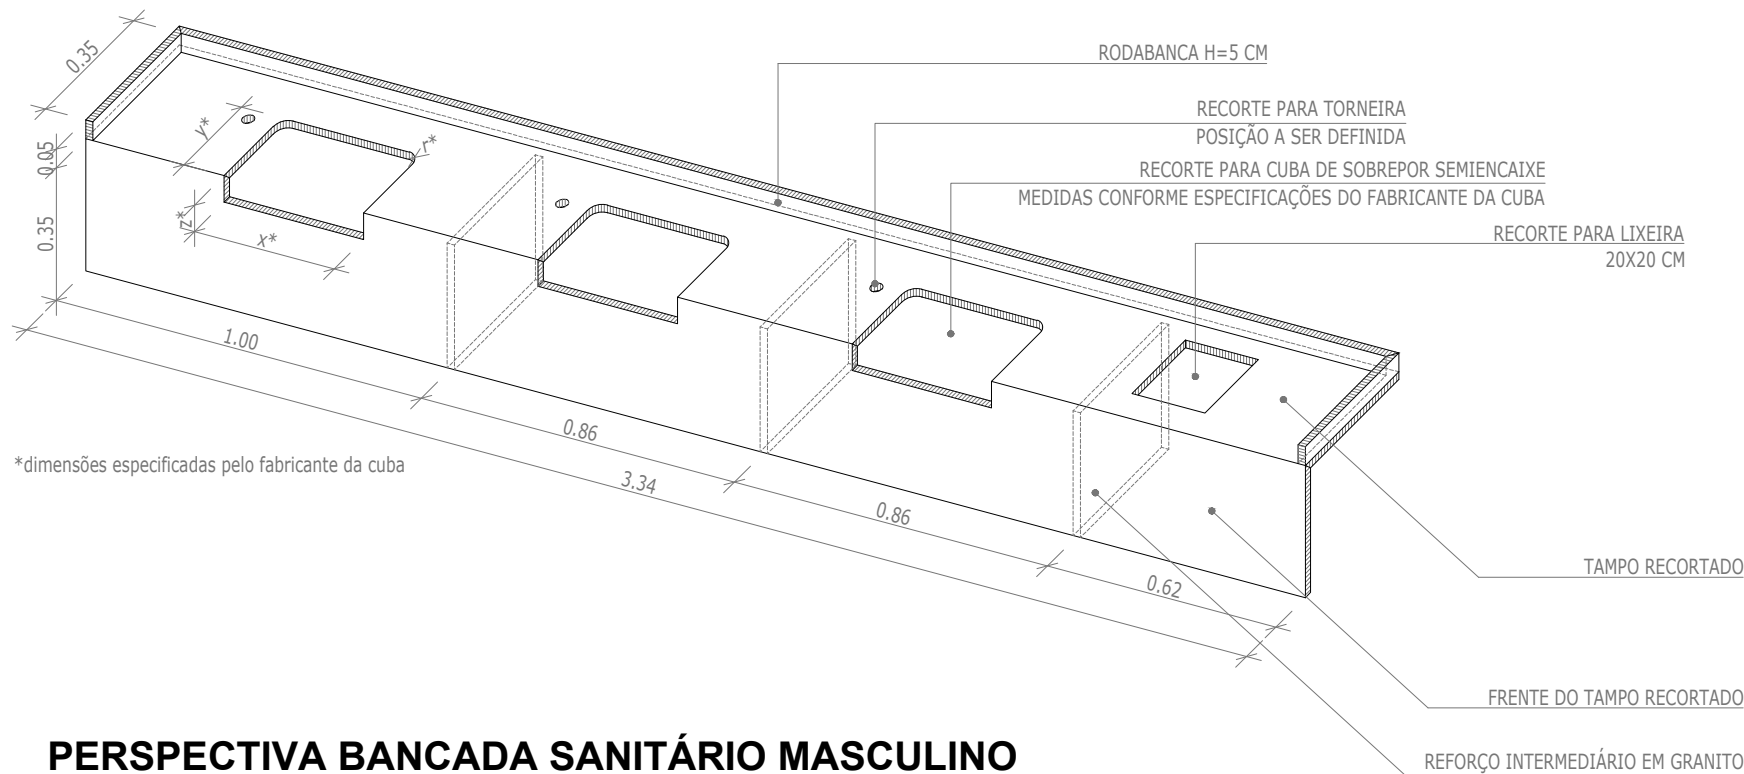 0.35
RODABANCA H=5 CM
RECORTE PARA TORNEIRA
POSIÇÃO A SER DEFINIDA
RECORTE PARA CUBA DE SOBREPOR SEMIENCAIXE
MEDIDAS CONFORME ESPECIFICAÇÕES DO FABRICANTE DA CUBA
RECORTE PARA LIXEIRA
20X20 CM
y*
r*
0.05
z*
x*
0.35
1.00
0.86
3.34
0.86
0.62
*dimensões especificadas pelo fabricante da cuba
TAMPO RECORTADO
FRENTE DO TAMPO RECORTADO
REFORÇO INTERMEDIÁRIO EM GRANITO
PERSPECTIVA BANCADA SANITÁRIO MASCULINO